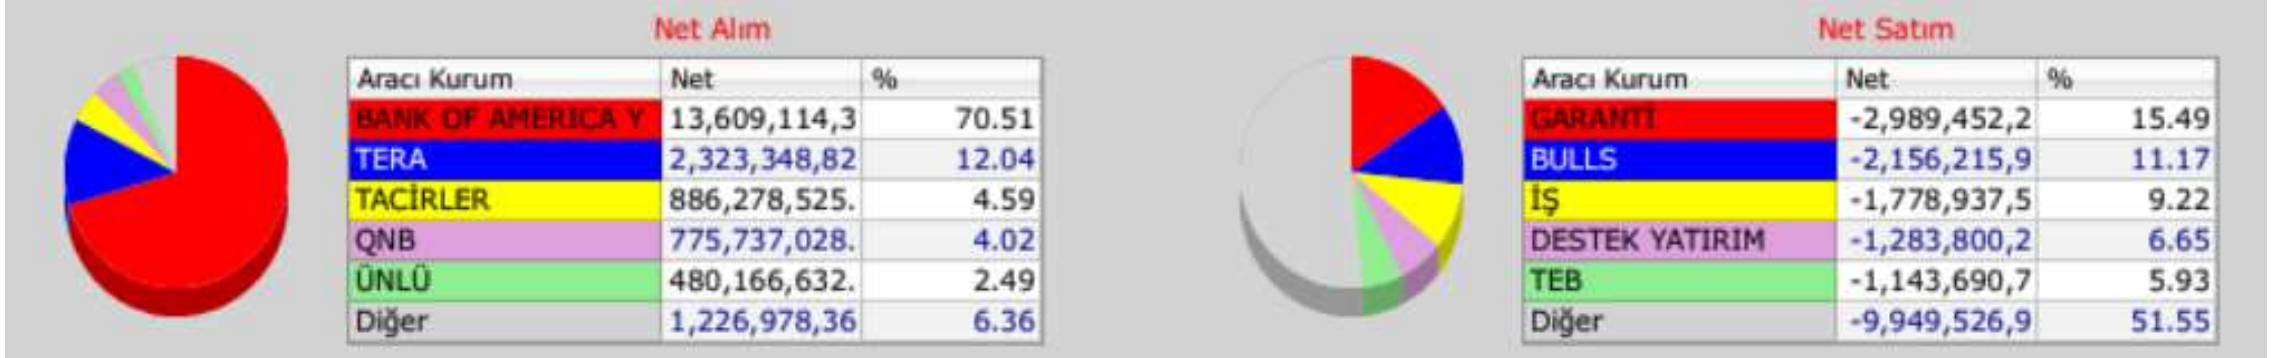 Net Alım
Aracı Kurum Net %
BANK OF AMERICA Y 13,609,114,3 70.51
TERA 2,323,348,82 12.04
TACİRLER 886,278,525. 4.59
QNB 775,737,028. 4.02
ÜNLÜ 480,166,632. 2.49
Diğer 1,226,978,36 6.36
Net Satım
Aracı Kurum Net %
GARANTİ -2,989,452,2 15.49
BULLS -2,156,215,9 11.17
İŞ -1,778,937,5 9.22
DESTEK YATIRIM -1,283,800,2 6.65
TEB -1,143,690,7 5.93
Diğer -9,949,526,9 51.55